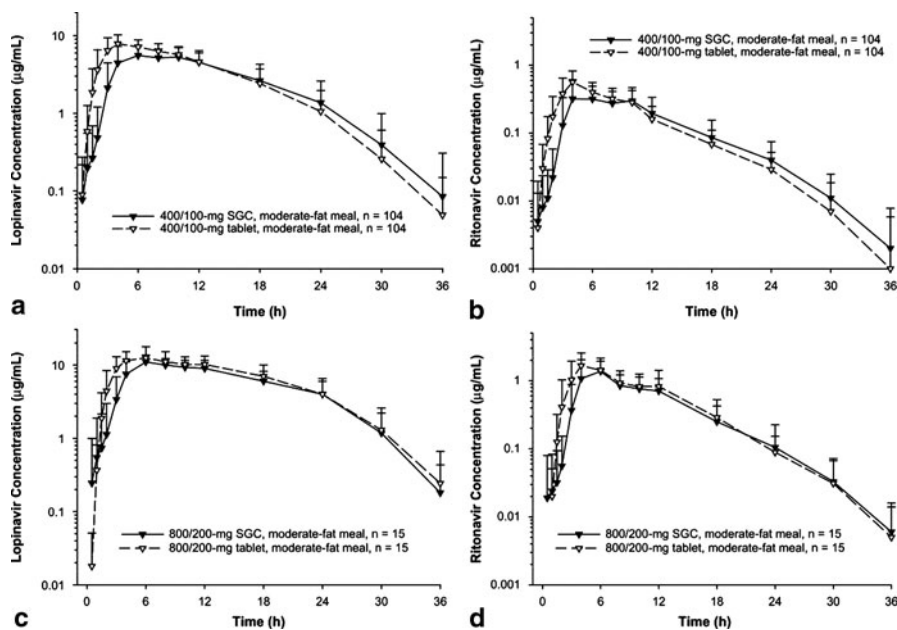 10
1
0.1
0.01
Lopinavir Concentration (µg/mL)
400/100-mg SGC, moderate-fat meal, n = 104
400/100-mg tablet, moderate-fat meal, n = 104
0 6 12 18 24 30 36
Time (h)
a
1
0.1
0.01
0.001
Ritonavir Concentration (µg/mL)
400/100-mg SGC, moderate-fat meal, n = 104
400/100-mg tablet, moderate-fat meal, n = 104
0 6 12 18 24 30 36
Time (h)
b
10
1
0.1
0.01
Lopinavir Concentration (µg/mL)
800/200-mg SGC, moderate-fat meal, n = 15
800/200-mg tablet, moderate-fat meal, n = 15
0 6 12 18 24 30 36
Time (h)
c
1
0.1
0.01
0.001
Ritonavir Concentration (µg/mL)
800/200-mg SGC, moderate-fat meal, n = 15
800/200-mg tablet, moderate-fat meal, n = 15
0 6 12 18 24 30 36
Time (h)
d